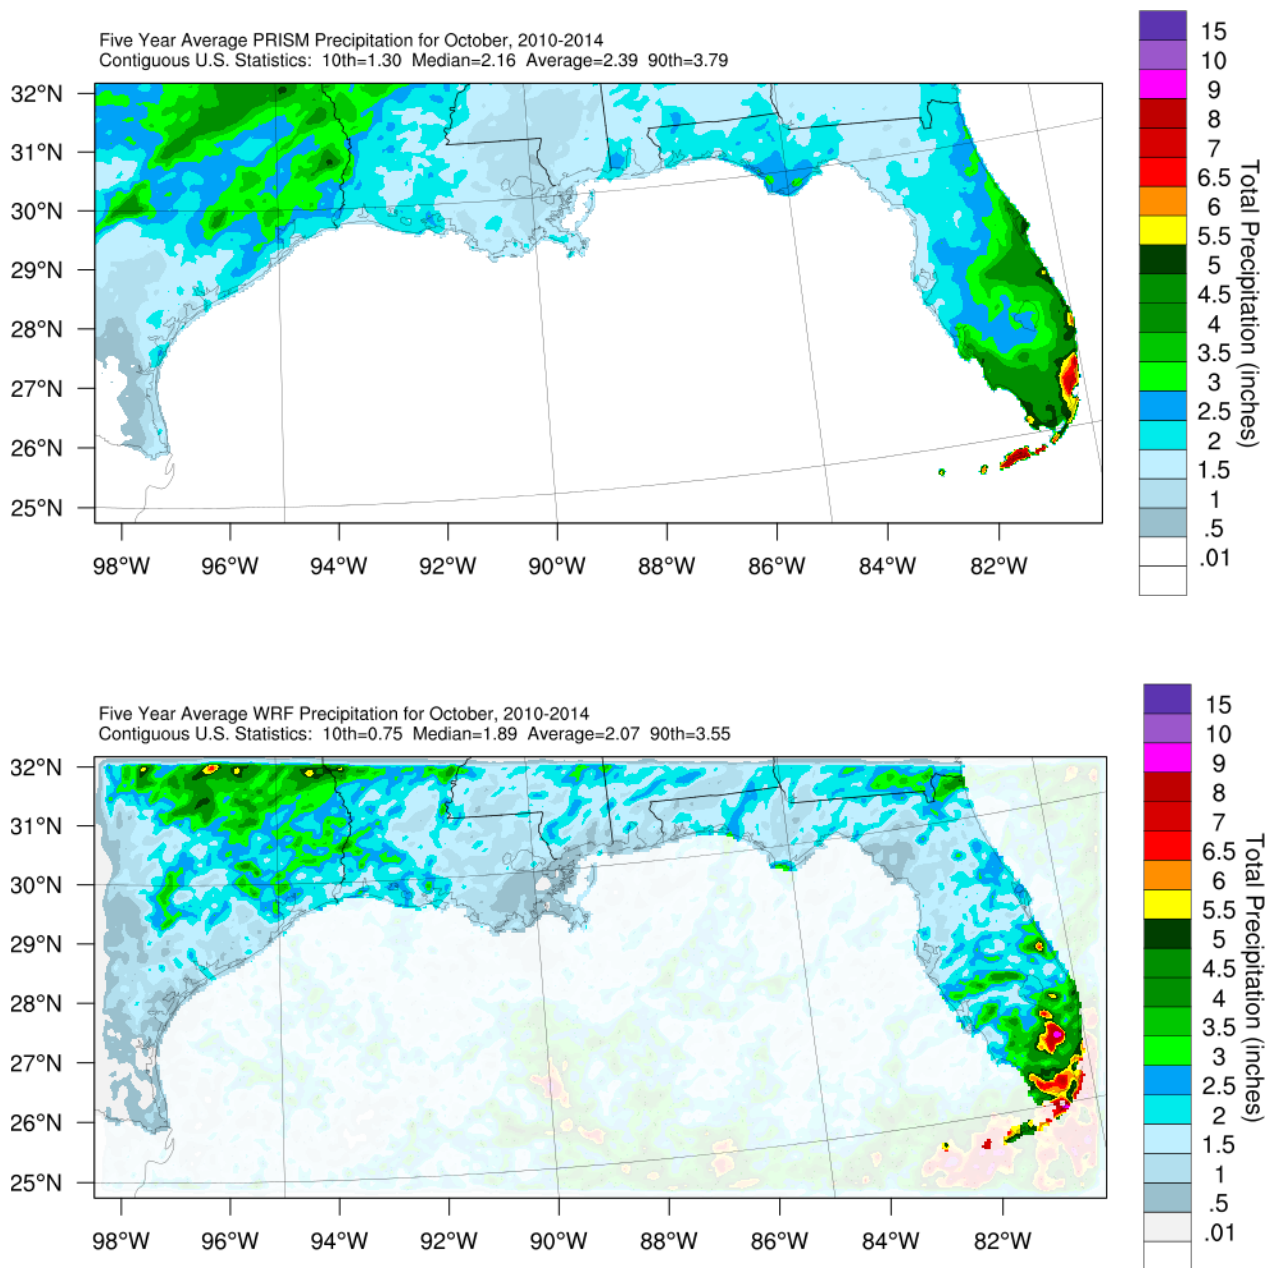 Five Year Average PRISM Precipitation for October, 2010-2014
Contiguous U.S. Statistics:  10th=1.30  Median=2.16  Average=2.39  90th=3.79
32°N
31°N
30°N
29°N
28°N
27°N
26°N
25°N
98°W 96°W 94°W 92°W 90°W 88°W 86°W 84°W 82°W
15
10
9
8
7
6.5
6
5.5
5
4.5
4
3.5
3
2.5
2
1.5
1
.5
.01
Total Precipitation (inches)
Five Year Average WRF Precipitation for October, 2010-2014
Contiguous U.S. Statistics:  10th=0.75  Median=1.89  Average=2.07  90th=3.55
32°N
31°N
30°N
29°N
28°N
27°N
26°N
25°N
98°W 96°W 94°W 92°W 90°W 88°W 86°W 84°W 82°W
15
10
9
8
7
6.5
6
5.5
5
4.5
4
3.5
3
2.5
2
1.5
1
.5
.01
Total Precipitation (inches)